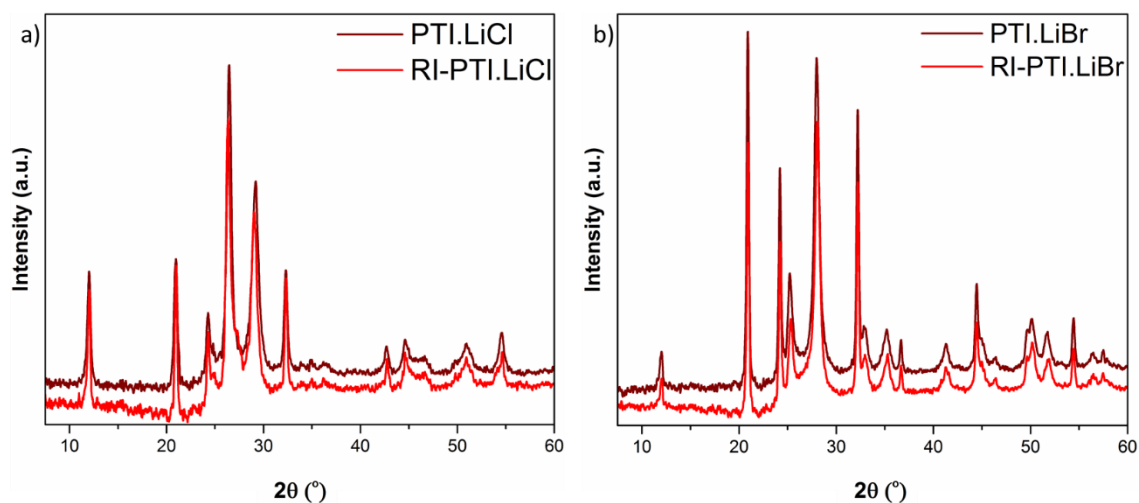 a)
PTI.LiCl
RI-PTI.LiCl
Intensity (a.u.)
10 20 30 40 50 60
2θ (°)
b)
PTI.LiBr
RI-PTI.LiBr
Intensity (a.u.)
10 20 30 40 50 60
2θ (°)